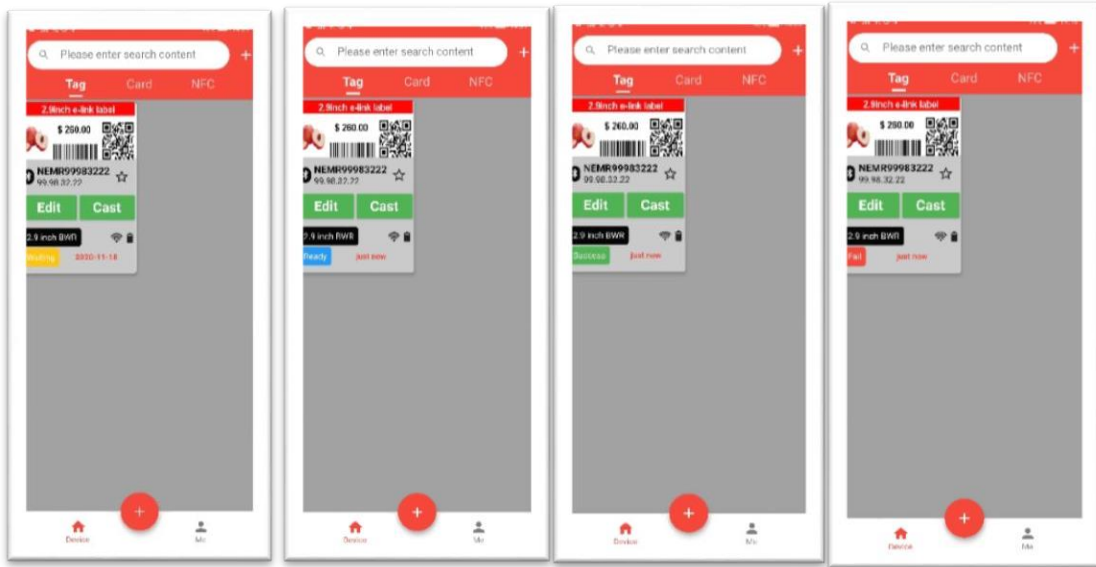 Please enter search content +
Tag Card NFC
2.9inch e-link label
$ 260.00
NEMR99983222
99.98.32.22
Edit Cast
2.9 inch BWR
Waiting 2020-11-18
+
Device Me
Please enter search content +
Tag Card NFC
2.9inch e-link label
$ 260.00
NEMR99983222
99.98.32.22
Edit Cast
2.9 inch BWR
Ready just now
+
Device Me
Please enter search content +
Tag Card NFC
2.9inch e-link label
$ 260.00
NEMR99983222
99.98.32.22
Edit Cast
2.9 inch BWR
Success just now
+
Device Me
Please enter search content +
Tag Card NFC
2.9inch e-link label
$ 260.00
NEMR99983222
99.98.32.22
Edit Cast
2.9 inch BWR
Fail just now
+
Device Me